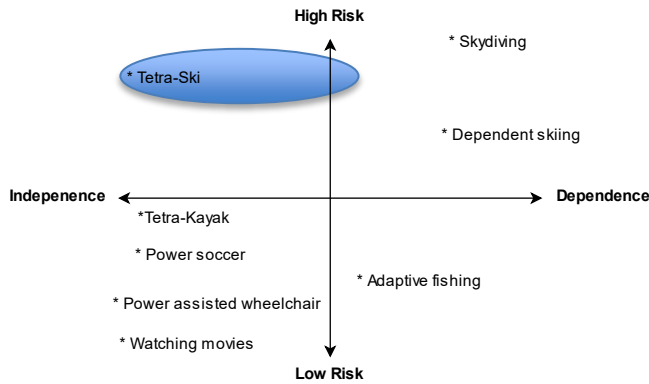 High Risk
* Skydiving
* Tetra-Ski
* Dependent skiing
Indepenence
Dependence
*Tetra-Kayak
* Power soccer
* Adaptive fishing
* Power assisted wheelchair
* Watching movies
Low Risk